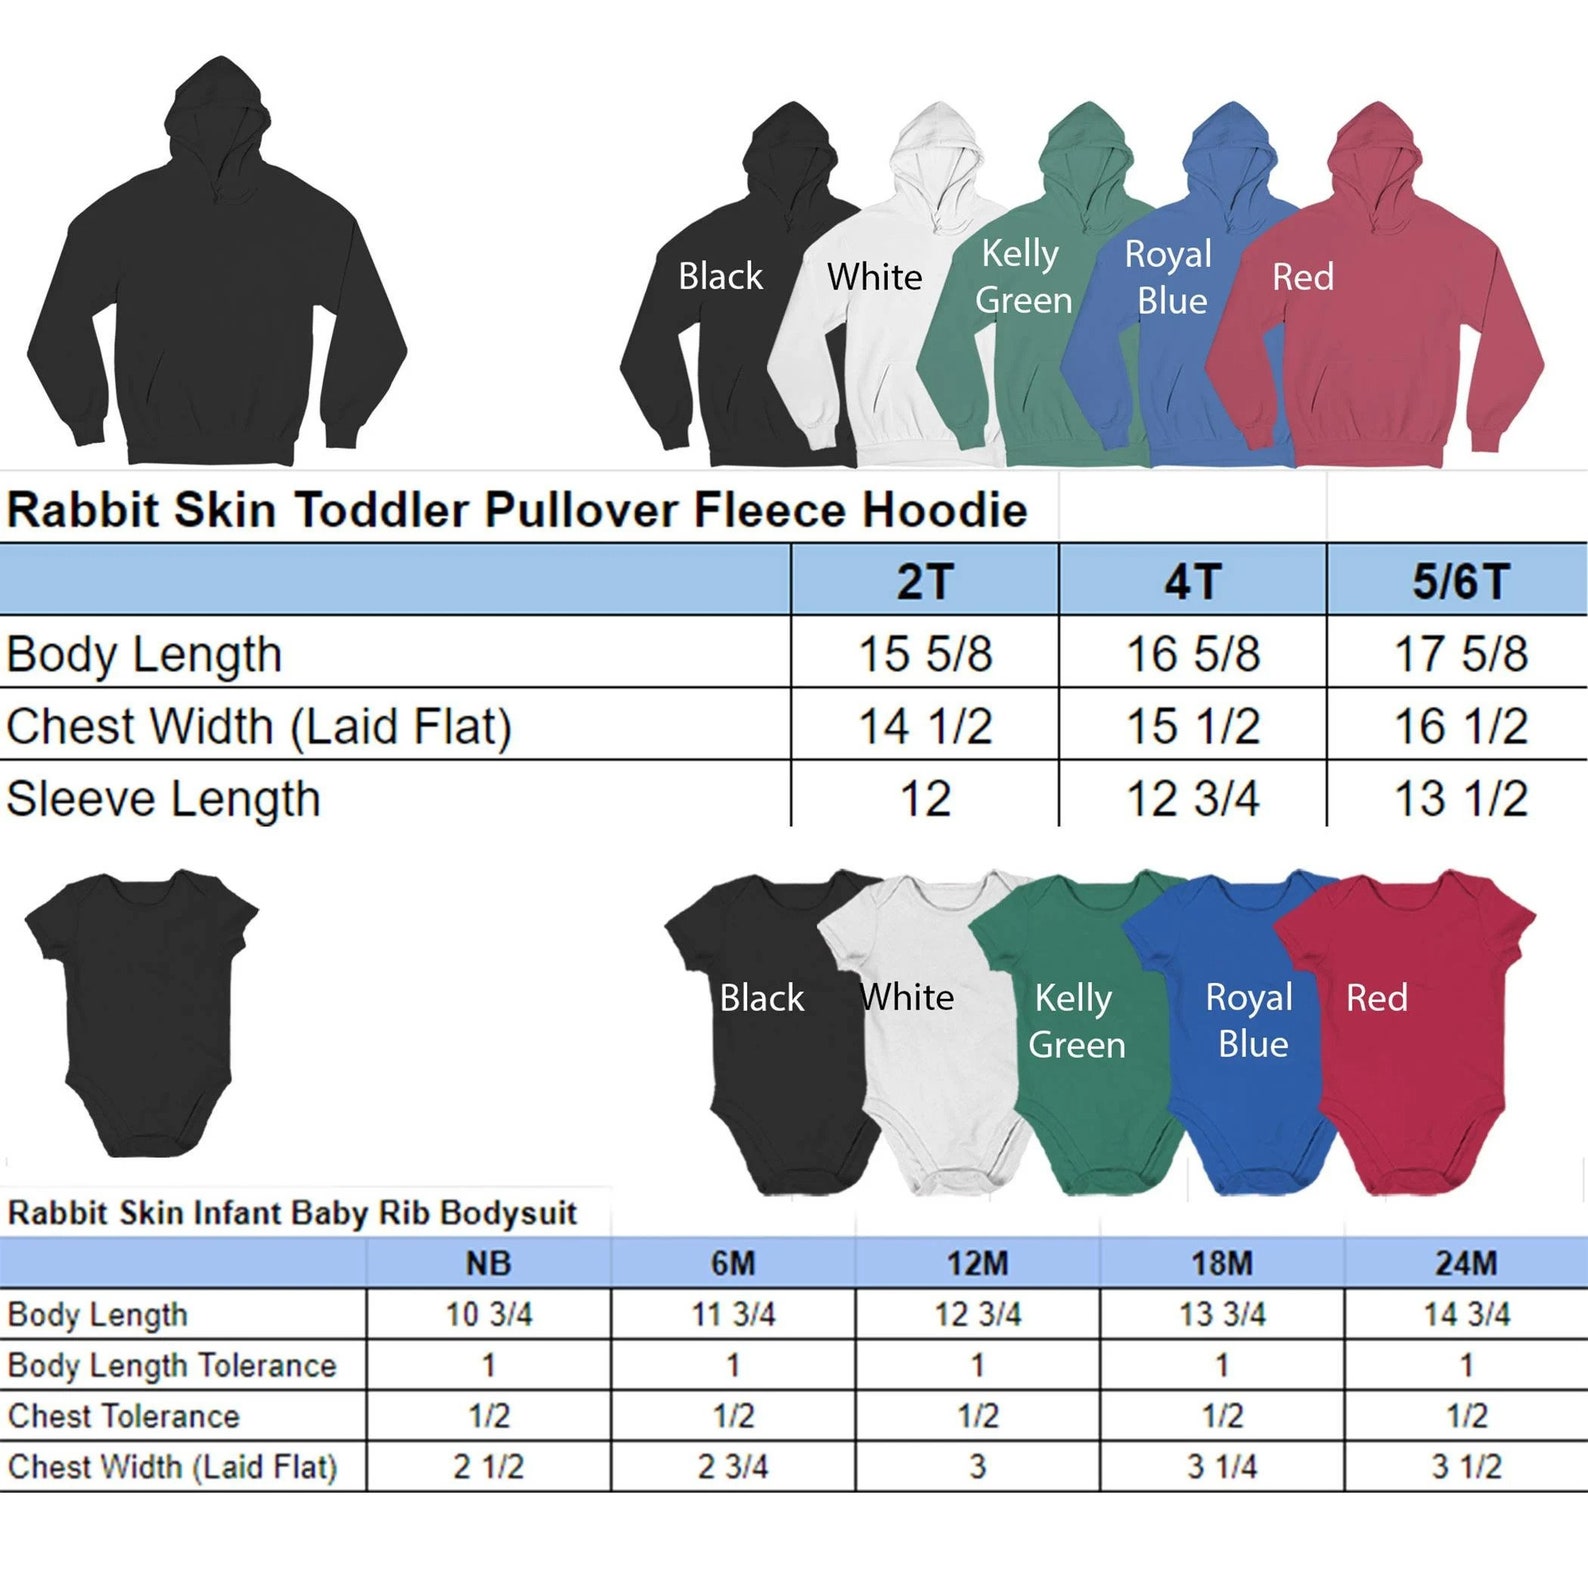 Black
White
Kelly
Green
Royal
Blue
Red
Rabbit Skin Toddler Pullover Fleece Hoodie
2T 4T 5/6T
Body Length 15 5/8 16 5/8 17 5/8
Chest Width (Laid Flat) 14 1/2 15 1/2 16 1/2
Sleeve Length 12 12 3/4 13 1/2
Black
White
Kelly
Green
Royal
Blue
Red
Rabbit Skin Infant Baby Rib Bodysuit
NB 6M 12M 18M 24M
Body Length 10 3/4 11 3/4 12 3/4 13 3/4 14 3/4
Body Length Tolerance 1 1 1 1 1
Chest Tolerance 1/2 1/2 1/2 1/2 1/2
Chest Width (Laid Flat) 2 1/2 2 3/4 3 3 1/4 3 1/2